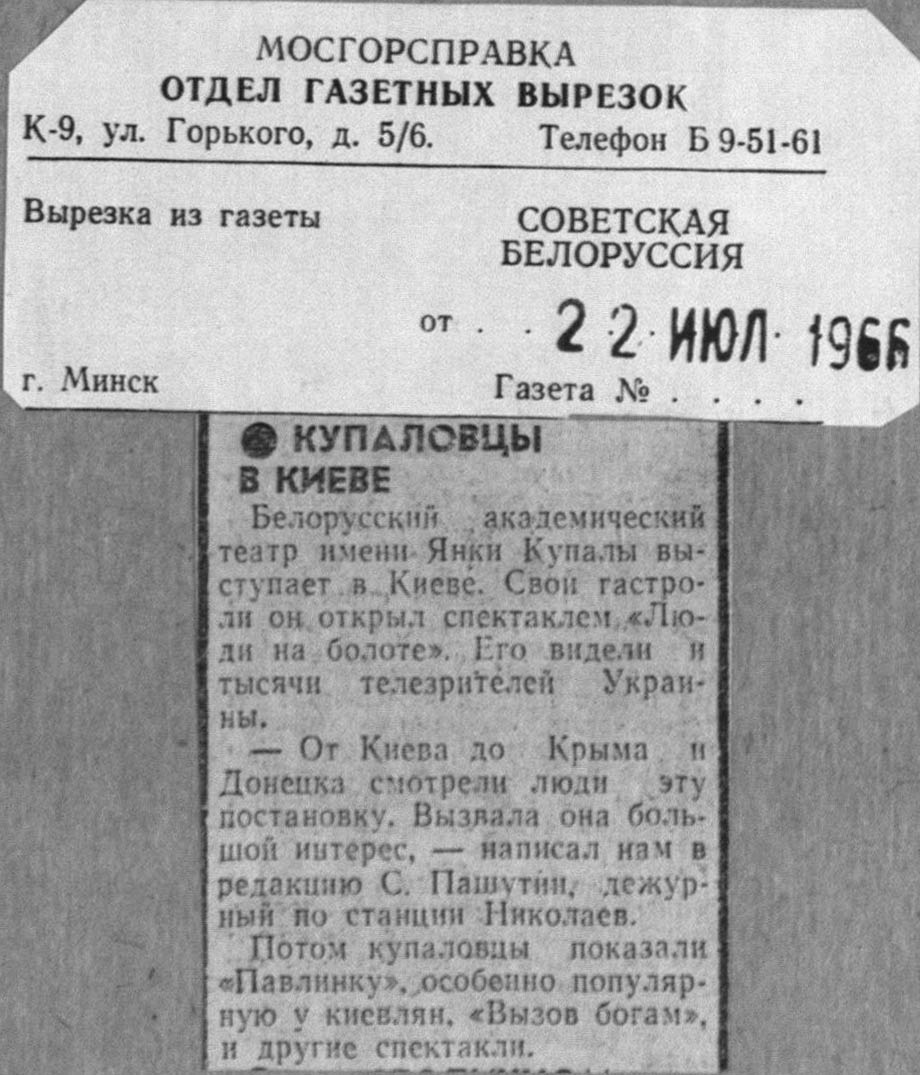 МОСГОРСПРАВКА
ОТДЕЛ ГАЗЕТНЫХ ВЫРЕЗОК
К-9, ул. Горького, д. 5/6. Телефон Б 9-51-61
Вырезка из газеты
СОВЕТСКАЯ
БЕЛОРУССИЯ
от . . 22 ИЮЛ 1966
г. Минск Газета № . . . .
КУПАЛОВЦЫ
В КИЕВЕ
Белорусский академический
театр имени Янки Купалы вы-
ступает в Киеве. Свои гастро-
ли он открыл спектаклем «Лю-
ди на болоте». Его видели и
тысячи телезрителей Украи-
ны.
— От Киева до Крыма и
Донецка смотрели люди эту
постановку. Вызвала она боль-
шой интерес, — написал нам в
редакцию С. Пашутин, дежур-
ный по станции Николаев.
Потом купаловцы показали
«Павлинку», особенно популяр-
ную у киевлян, «Вызов богам»,
и другие спектакли.